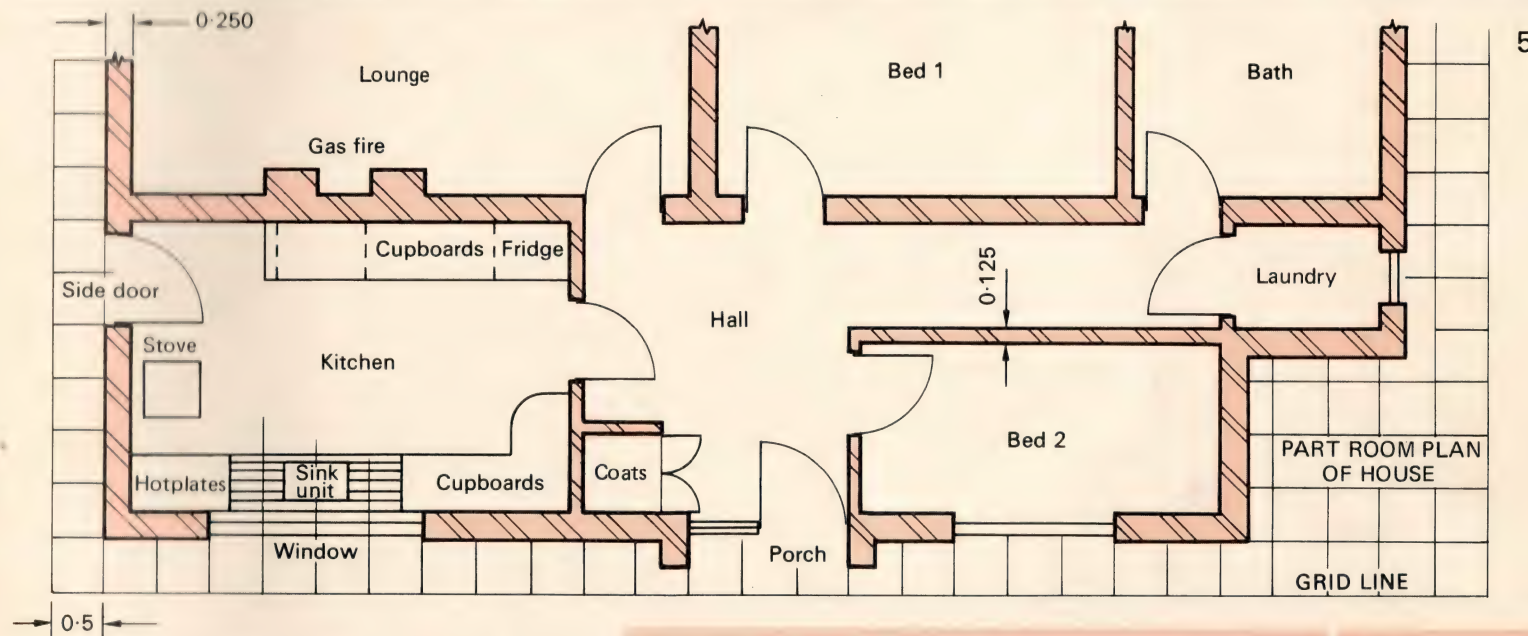 0·250
5
Lounge
Bed 1
Bath
Gas fire
Cupboards
Fridge
Side door
Laundry
0·125
Hall
Stove
Kitchen
Bed 2
PART ROOM PLAN
OF HOUSE
Hotplates
Sink
unit
Cupboards
Coats
Window
Porch
GRID LINE
0·5